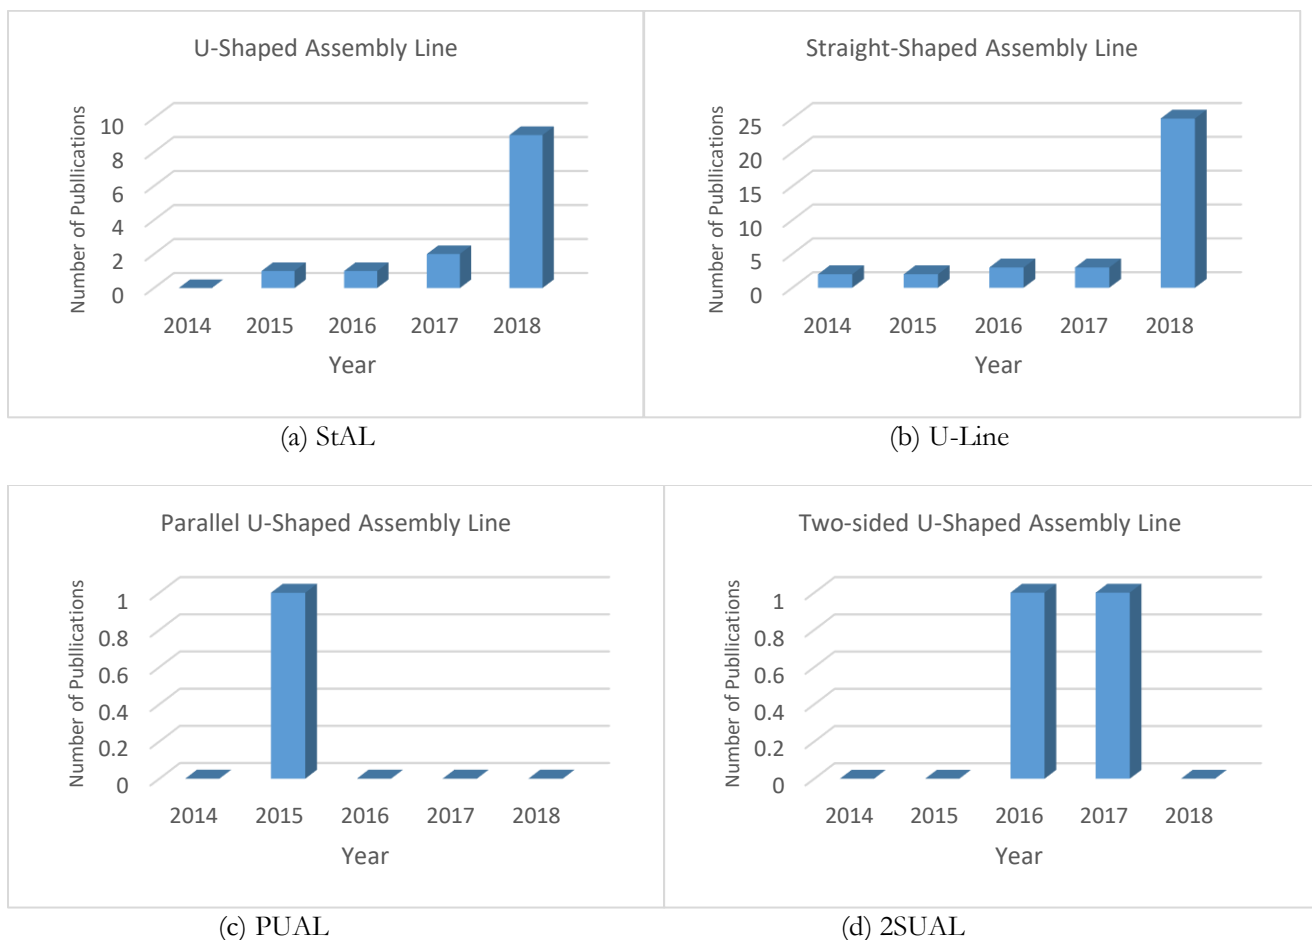 U-Shaped Assembly Line
Number of Publlications
10
8
6
4
2
0
2014 2015 2016 2017 2018
Year
(a) StAL
Straight-Shaped Assembly Line
Number of Publlications
25
20
15
10
5
0
2014 2015 2016 2017 2018
Year
(b) U-Line
Parallel U-Shaped Assembly Line
Number of Publlications
1
0.8
0.6
0.4
0.2
0
2014 2015 2016 2017 2018
Year
(c) PUAL
Two-sided U-Shaped Assembly Line
Number of Publlications
1
0.8
0.6
0.4
0.2
0
2014 2015 2016 2017 2018
Year
(d) 2SUAL